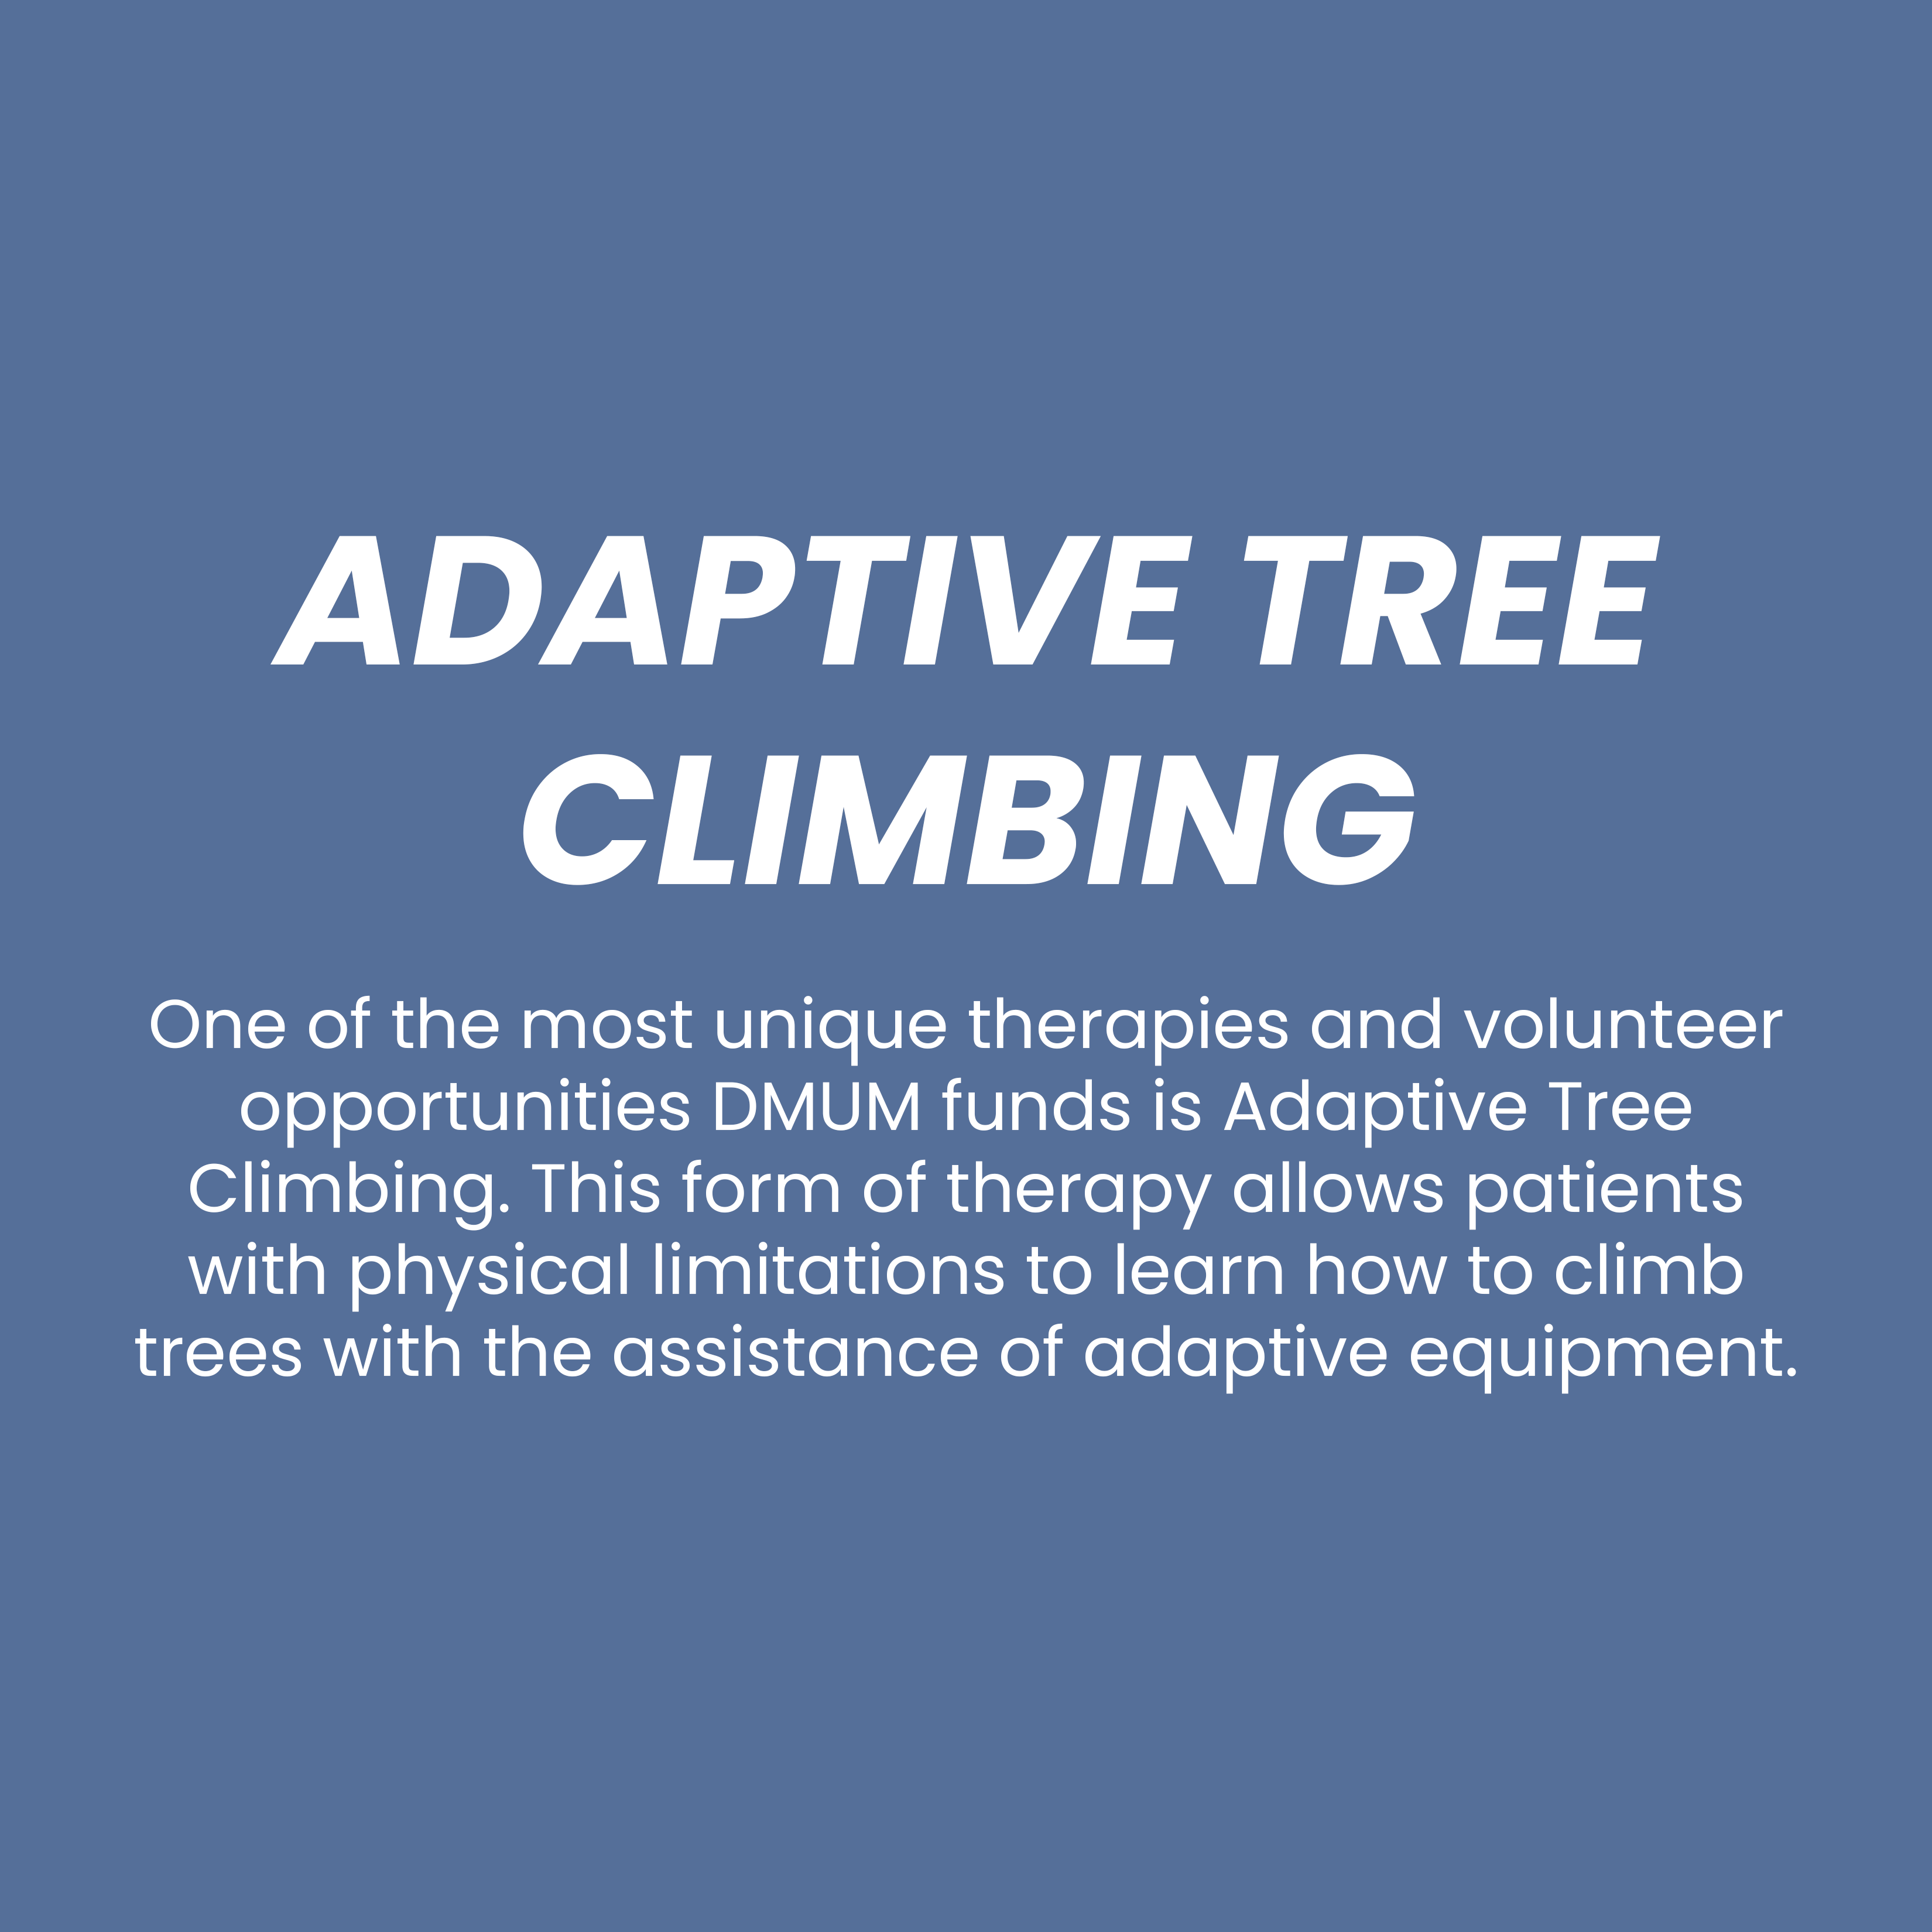 ADAPTIVE TREE
CLIMBING
One of the most unique therapies and volunteer
opportunities DMUM funds is Adaptive Tree
Climbing. This form of therapy allows patients
with physical limitations to learn how to climb
trees with the assistance of adaptive equipment.